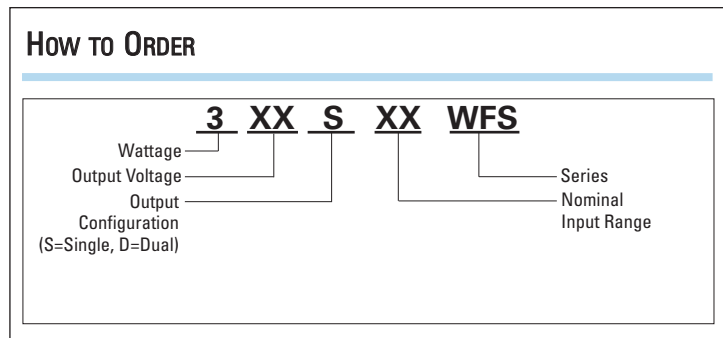 HOW TO ORDER
3 XX S XX WFS
Wattage
Output Voltage
Output
Configuration
(S=Single, D=Dual)
Series
Nominal
Input Range